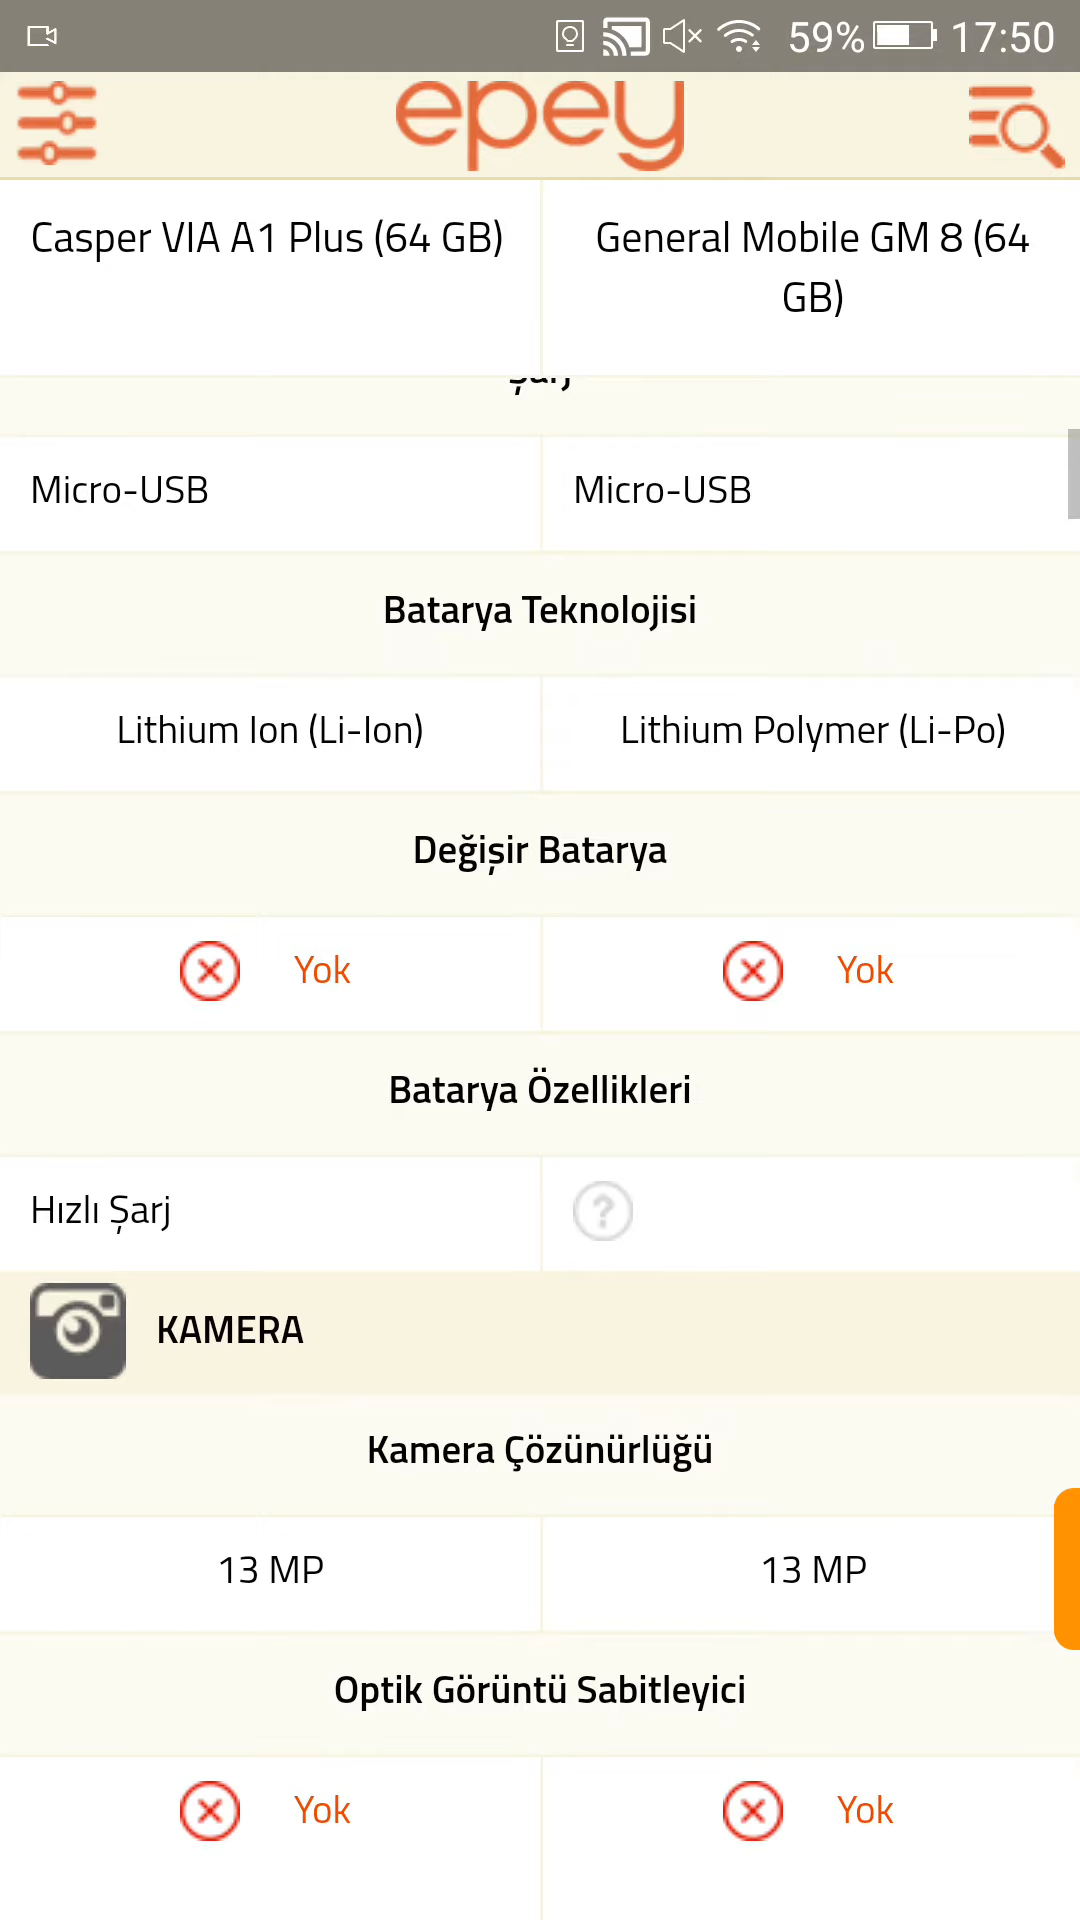 59% 17:50
epey
Casper VIA A1 Plus (64 GB)
General Mobile GM 8 (64
GB)
Şarj
Micro-USB
Micro-USB
Batarya Teknolojisi
Lithium Ion (Li-Ion)
Lithium Polymer (Li-Po)
Değişir Batarya
Yok
Yok
Batarya Özellikleri
Hızlı Şarj
?
KAMERA
Kamera Çözünürlüğü
13 MP
13 MP
Optik Görüntü Sabitleyici
Yok
Yok